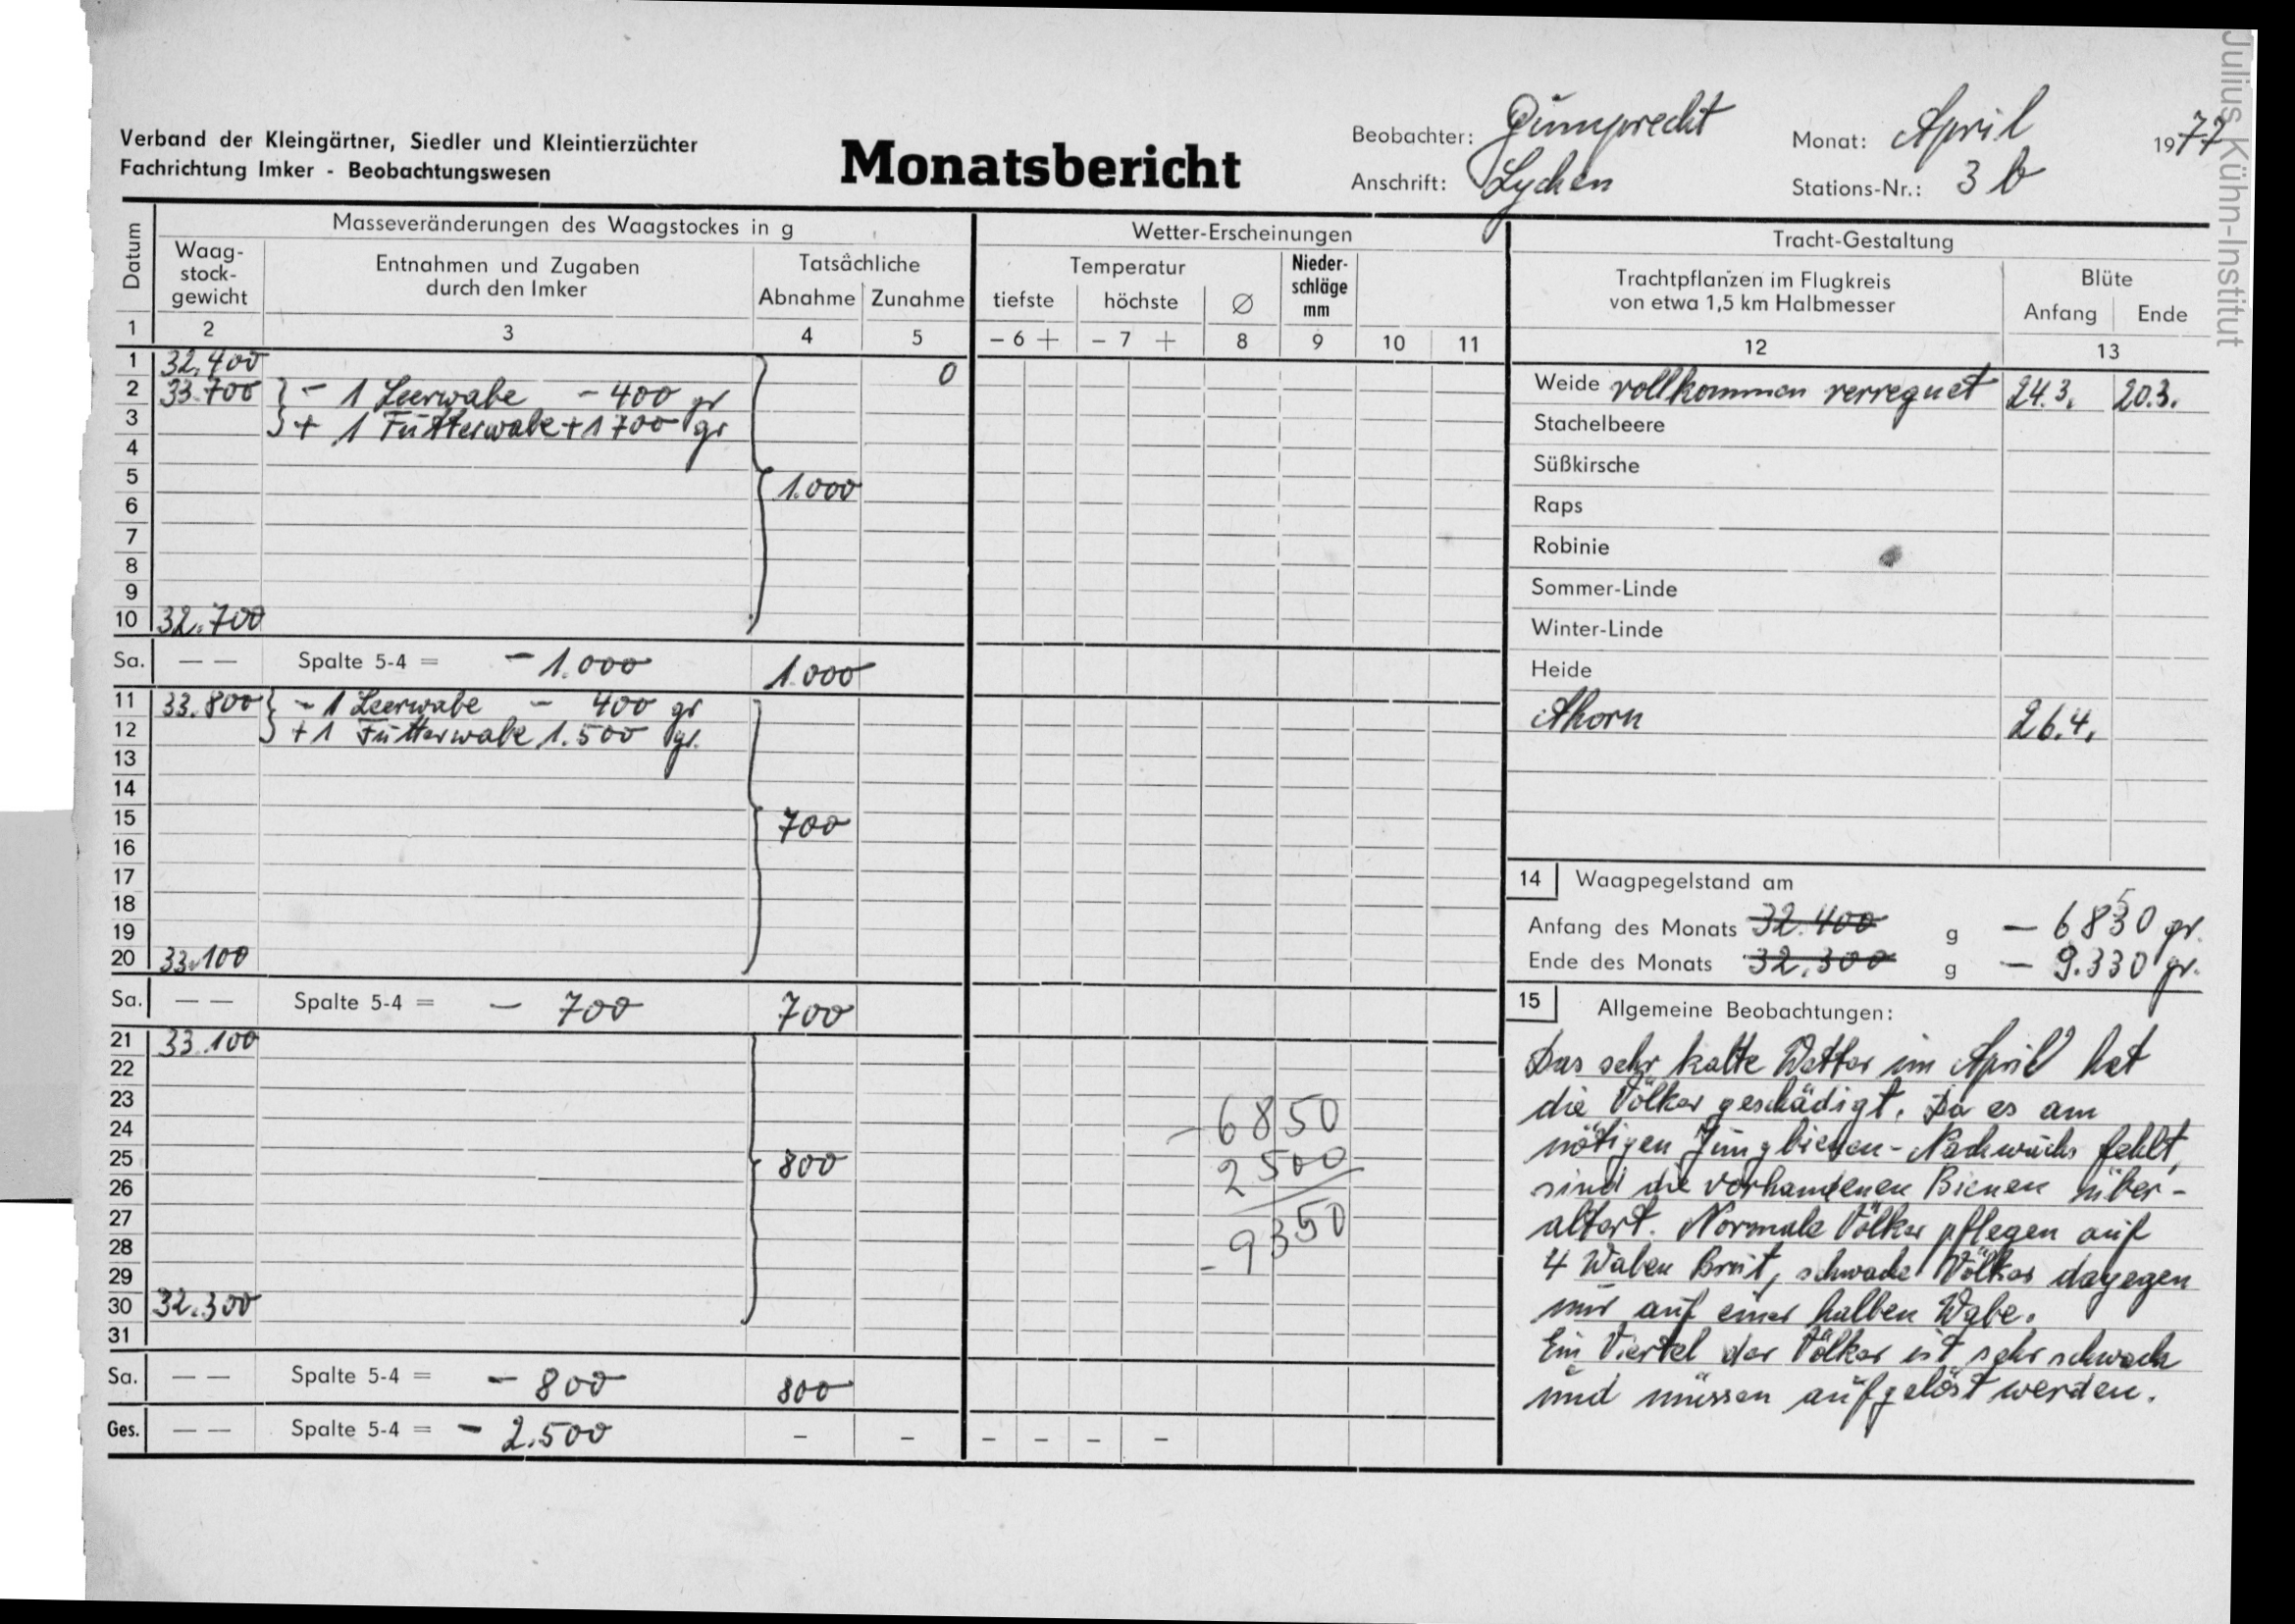 Verband der Kleingärtner, Siedler und Kleintierzüchter
Fachrichtung Imker - Beobachtungswesen
Monatsbericht
Beobachter: Gumprecht
Anschrift: Lychen
Monat: April 1977
Stations-Nr.: 3 b
Julius Kühn-Institut
Datum
Masseveränderungen des Waagstockes in g
Waag-
stock-
gewicht
Entnahmen und Zugaben
durch den Imker
Tatsächliche
Abnahme Zunahme
1 2 3 4 5
1 32.400 0
2 33.700 - 1 Leerwabe - 400 gr
3 + 1 Futterwabe + 1700 gr
4
5 1.000
6
7
8
9
10 32.700
Sa. — — Spalte 5-4 = - 1.000 1.000
11 33.800 - 1 Leerwabe - 400 gr
12 + 1 Futterwabe 1.500 gr.
13
14
15 700
16
17
18
19
20 33.100
Sa. — — Spalte 5-4 = - 700 700
21 33.100
22
23
24
25 800
26
27
28
29
30 32.300
31
Sa. — — Spalte 5-4 = - 800 800
Ges. — — Spalte 5-4 = - 2.500 – –
Wetter-Erscheinungen
Temperatur
tiefste höchste Ø
Nieder-
schläge
mm
- 6 + - 7 + 8 9 10 11
- 6850
2500
- 9350
– – – –
Tracht-Gestaltung
Trachtpflanzen im Flugkreis
von etwa 1,5 km Halbmesser
Blüte
Anfang Ende
12 13
Weide vollkommen verregnet 24.3. 20.3.
Stachelbeere
Süßkirsche
Raps
Robinie
Sommer-Linde
Winter-Linde
Heide
Ahorn 26.4.
14 Waagpegelstand am
Anfang des Monats 32.400 g - 6830 gr.
5
Ende des Monats 32.300 g - 9.330 gr.
15 Allgemeine Beobachtungen:
Das sehr kalte Wetter im April hat
die Völker geschädigt. Da es am
nötigen Jungbienen-Nachwuchs fehlt,
sind die vorhandenen Bienen über-
altert. Normale Völker pflegen auf
4 Waben Brut, schwache Völker dagegen
nur auf einer halben Wabe.
Ein Viertel der Völker ist sehr schwach
und müssen aufgelöst werden.